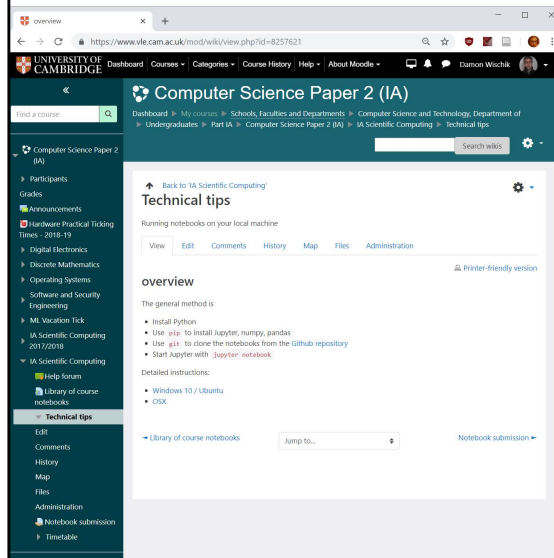 overview
https://www.vle.cam.ac.uk/mod/wiki/view.php?id=8257621
UNIVERSITY OF CAMBRIDGE
Dashboard Courses Categories Course History Help About Moodle Damon Wischik
Find a course
Computer Science Paper 2 (IA)
Participants
Grades
Announcements
Hardware Practical Ticking
Times - 2018-19
Digital Electronics
Discrete Mathematics
Operating Systems
Software and Security
Engineering
ML Vacation Tick
IA Scientific Computing
2017/2018
IA Scientific Computing
Help forum
Library of course
notebooks
Technical tips
Edit
Comments
History
Map
Files
Administration
Notebook submission
Timetable
Computer Science Paper 2 (IA)
Dashboard My courses Schools, Faculties and Departments Computer Science and Technology, Department of
Undergraduates Part IA Computer Science Paper 2 (IA) IA Scientific Computing Technical tips
Search wikis
Back to 'IA Scientific Computing'
Technical tips
Running notebooks on your local machine
View Edit Comments History Map Files Administration
Printer-friendly version
overview
The general method is
• Install Python
• Use pip to install Jupyter, numpy, pandas
• Use git to clone the notebooks from the Github repository
• Start Jupyter with jupyter notebook
Detailed instructions:
• Windows 10 / Ubuntu
• OSX
Library of course notebooks
Jump to...
Notebook submission